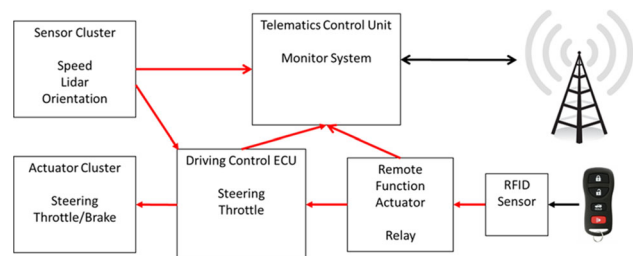 Sensor Cluster
Speed
Lidar
Orientation
Telematics Control Unit
Monitor System
Actuator Cluster
Steering
Throttle/Brake
Driving Control ECU
Steering
Throttle
Remote
Function
Actuator
Relay
RFID
Sensor